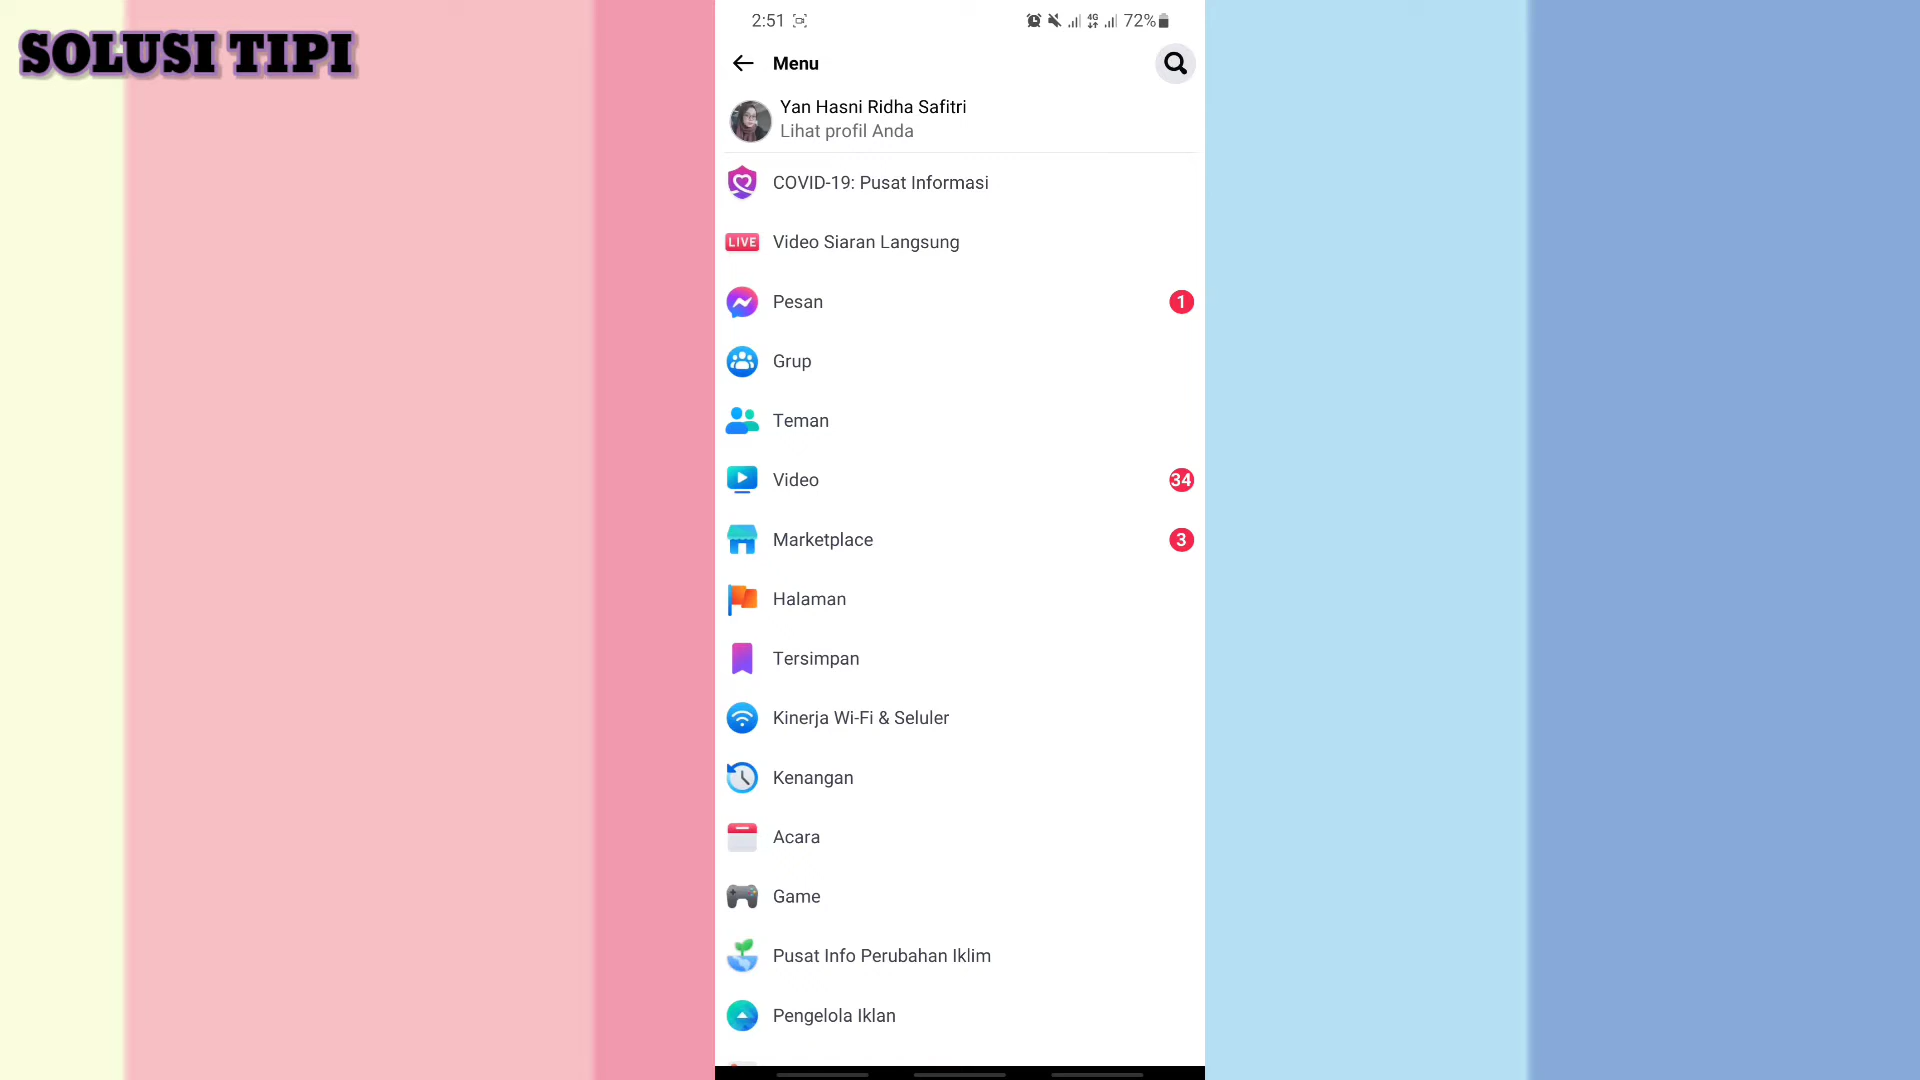 SOLUSI TIPI
2:51
4G
72%
Menu
Yan Hasni Ridha Safitri
Lihat profil Anda
COVID-19: Pusat Informasi
LIVE
Video Siaran Langsung
Pesan
1
Grup
Teman
Video
34
Marketplace
3
Halaman
Tersimpan
Kinerja Wi-Fi & Seluler
Kenangan
Acara
Game
Pusat Info Perubahan Iklim
Pengelola Iklan